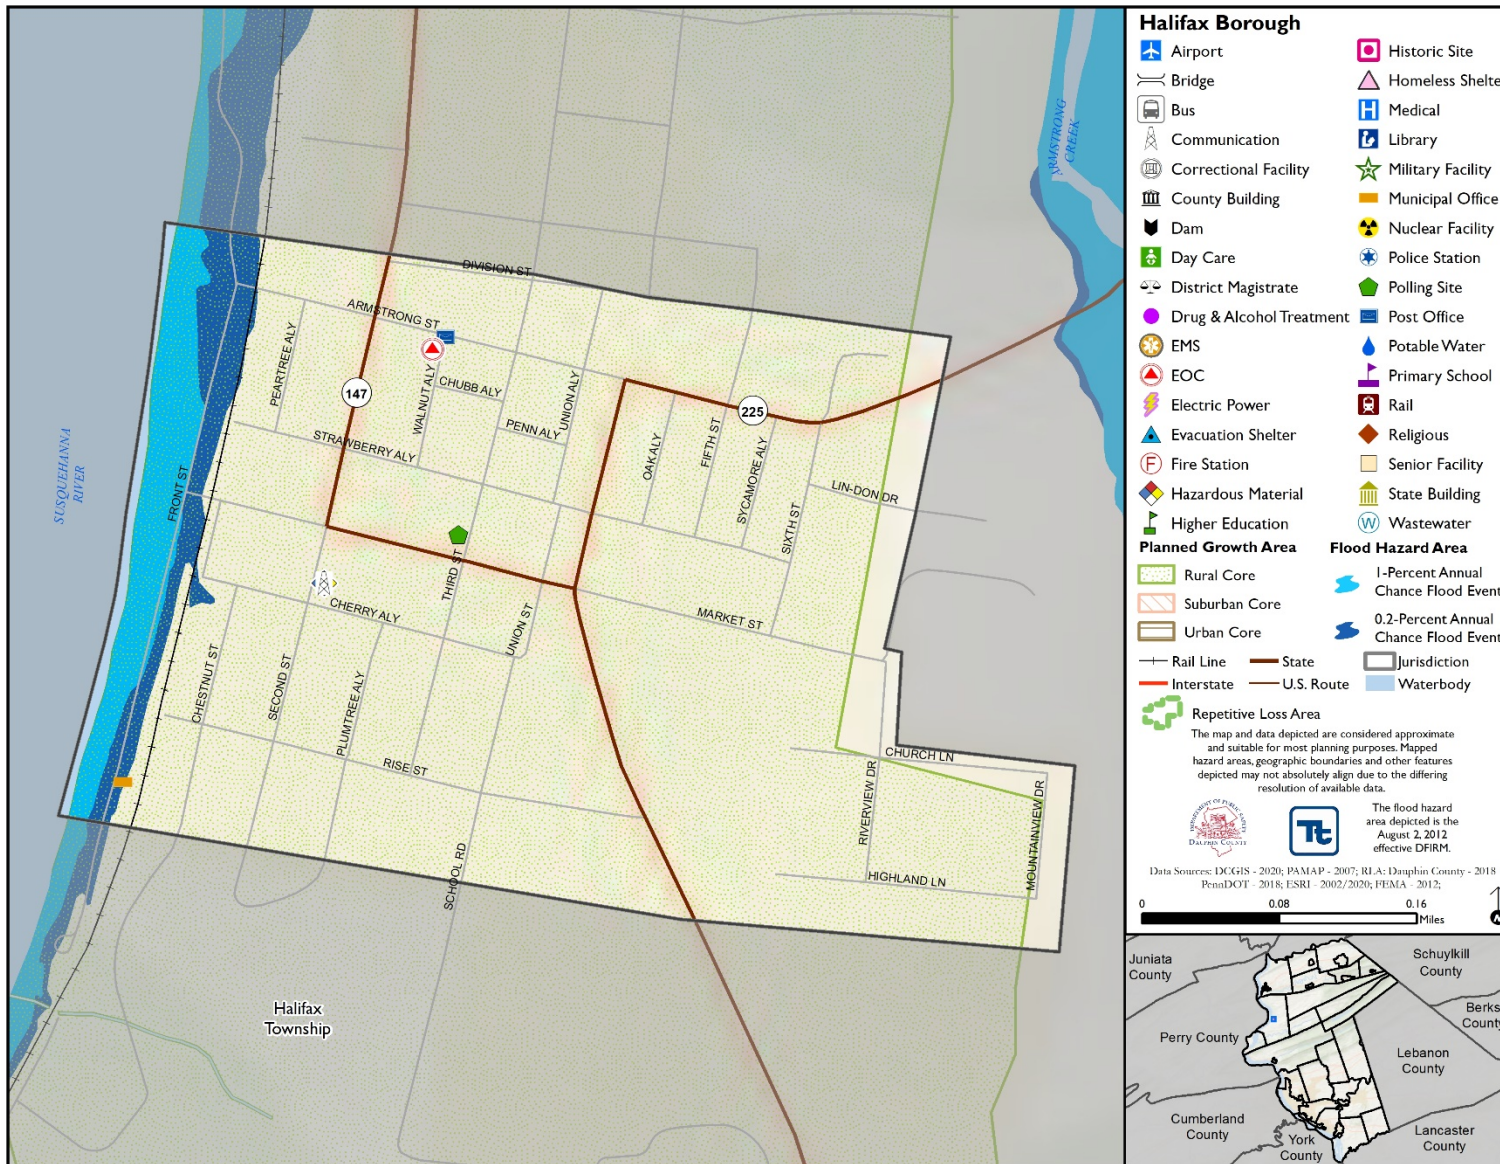 Halifax Borough
Airport
Bridge
Bus
Communication
Correctional Facility
County Building
Dam
Day Care
District Magistrate
Drug & Alcohol Treatment
EMS
EOC
Electric Power
Evacuation Shelter
Fire Station
Hazardous Material
Higher Education
Historic Site
Homeless Shelte
Medical
Library
Military Facility
Municipal Office
Nuclear Facility
Police Station
Polling Site
Post Office
Potable Water
Primary School
Rail
Religious
Senior Facility
State Building
Wastewater
H
F
W
Planned Growth Area
Rural Core
Suburban Core
Urban Core
Flood Hazard Area
1-Percent Annual
Chance Flood Event
0.2-Percent Annual
Chance Flood Event
Rail Line
State
Jurisdiction
Interstate
U.S. Route
Waterbody
Repetitive Loss Area
The map and data depicted are considered approximate
and suitable for most planning purposes. Mapped
hazard areas, geographic boundaries and other features
depicted may not absolutely align due to the differing
resolution of available data.
DEPARTMENT OF PUBLIC SAFETY
DAUPHIN COUNTY
Tt
The flood hazard
area depicted is the
August 2, 2012
effective DFIRM.
Data Sources: DCGIS - 2020; PAMAP - 2007; RLA: Dauphin County - 2018
PennDOT - 2018; ESRI - 2002/2020; FEMA - 2012;
0 0.08 0.16
Miles
N
Juniata
County
Schuylkill
County
Berks
County
Perry County
Lebanon
County
Cumberland
County
York
County
Lancaster
County
ARMSTRONG
CREEK
DIVISION ST
ARMSTRONG ST
PEARTREE ALY
147
WALNUT ALY
CHUBB ALY
PENN ALY
UNION ALY
STRAWBERRY ALY
225
OAK ALY
FIFTH ST
SYCAMORE ALY
SIXTH ST
LIN-DON DR
SUSQUEHANNA
RIVER
FRONT ST
THIRD ST
CHERRY ALY
UNION ST
MARKET ST
CHESTNUT ST
SECOND ST
PLUMTREE ALY
RISE ST
SCHOOL RD
CHURCH LN
RIVERVIEW DR
MOUNTAINVIEW DR
HIGHLAND LN
Halifax
Township